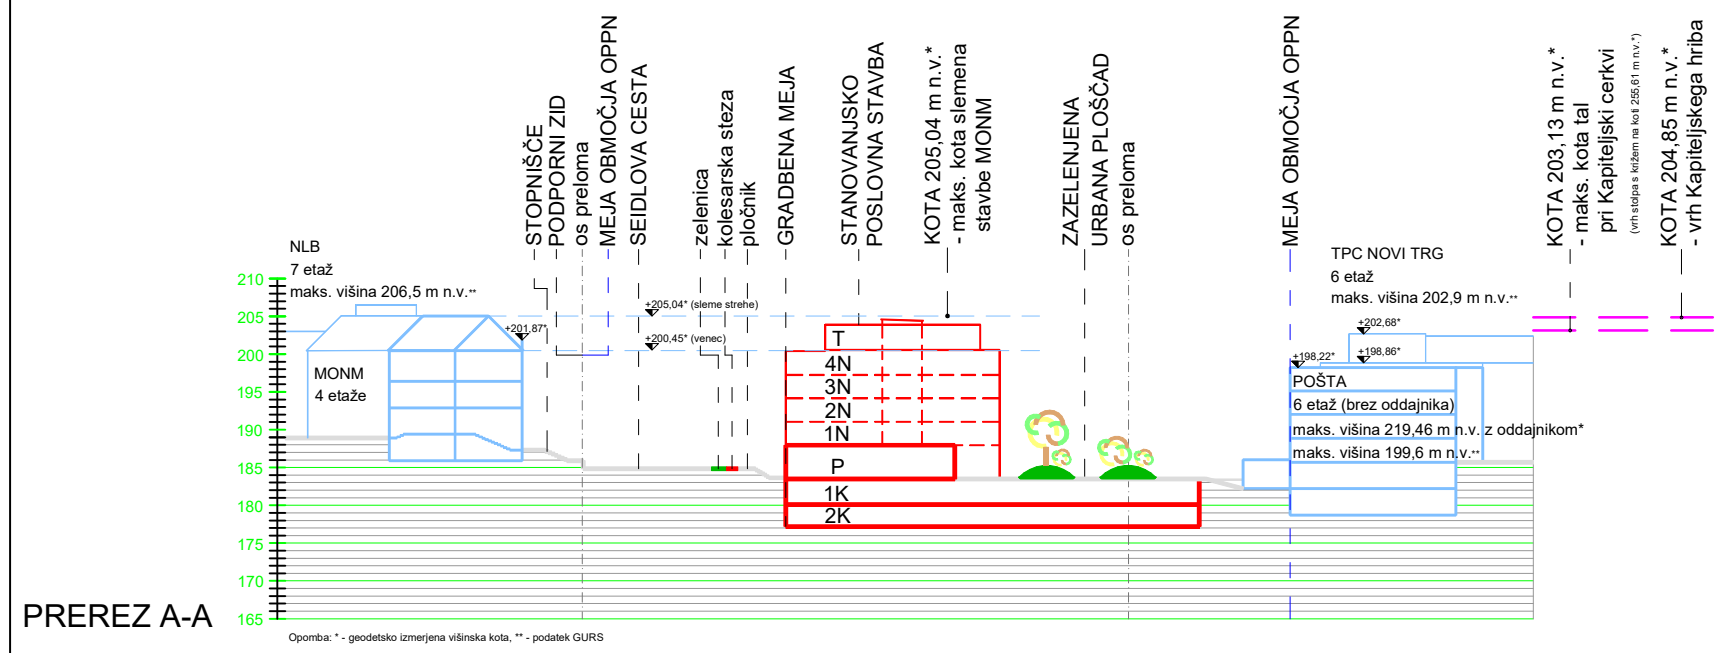 STOPNIŠČE
PODPORNI ZID
os preloma
MEJA OBMOČJA OPPN
SEIDLOVA CESTA
zelenica
kolesarska steza
pločnik
GRADBENA MEJA
STANOVANJSKO
POSLOVNA STAVBA
KOTA 205,04 m n.v.*
- maks. kota slemena
stavbe MONM
ZAZELENJENA
URBANA PLOŠČAD
os preloma
MEJA OBMOČJA OPPN
KOTA 203,13 m n.v.*
- maks. kota tal
pri Kapiteljski cerkvi
(vrh stolpa s križem na koti 255,61 m n.v.*)
KOTA 204,85 m n.v.*
- vrh Kapiteljskega hriba
NLB
7 etaž
maks. višina 206,5 m n.v.**
TPC NOVI TRG
6 etaž
maks. višina 202,9 m n.v.**
210
205
200
195
190
185
180
175
170
165
+205,04* (sleme strehe)
+201,87*
+200,45* (venec)
+202,68*
+198,22*
+198,86*
MONM
4 etaže
T
4N
3N
2N
1N
P
1K
2K
POŠTA
6 etaž (brez oddajnika)
maks. višina 219,46 m n.v. z oddajnikom*
maks. višina 199,6 m n.v.**
PREREZ A-A
Opomba: * - geodetsko izmerjena višinska kota, ** - podatek GURS